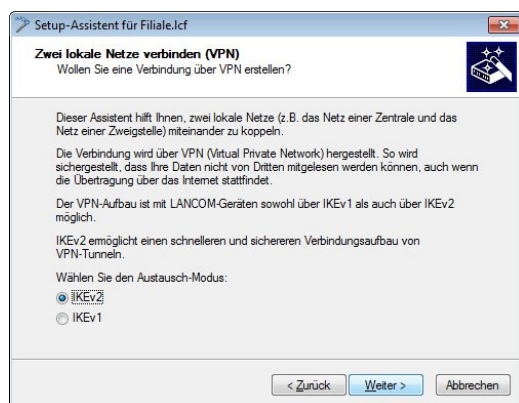 Setup-Assistent für Filiale.lcf
Zwei lokale Netze verbinden (VPN)
Wollen Sie eine Verbindung über VPN erstellen?
Dieser Assistent hilft Ihnen, zwei lokale Netze (z.B. das Netz einer Zentrale und das
Netz einer Zweigstelle) miteinander zu koppeln.
Die Verbindung wird über VPN (Virtual Private Network) hergestellt. So wird
sichergestellt, dass Ihre Daten nicht von Dritten mitgelesen werden können, auch wenn
die Übertragung über das Internet stattfindet.
Der VPN-Aufbau ist mit LANCOM-Geräten sowohl über IKEv1 als auch über IKEv2
möglich.
IKEv2 ermöglicht einen schnelleren und sichereren Verbindungsaufbau von
VPN-Tunneln.
Wählen Sie den Austausch-Modus:
IKEv2
IKEv1
< Zurück Weiter > Abbrechen